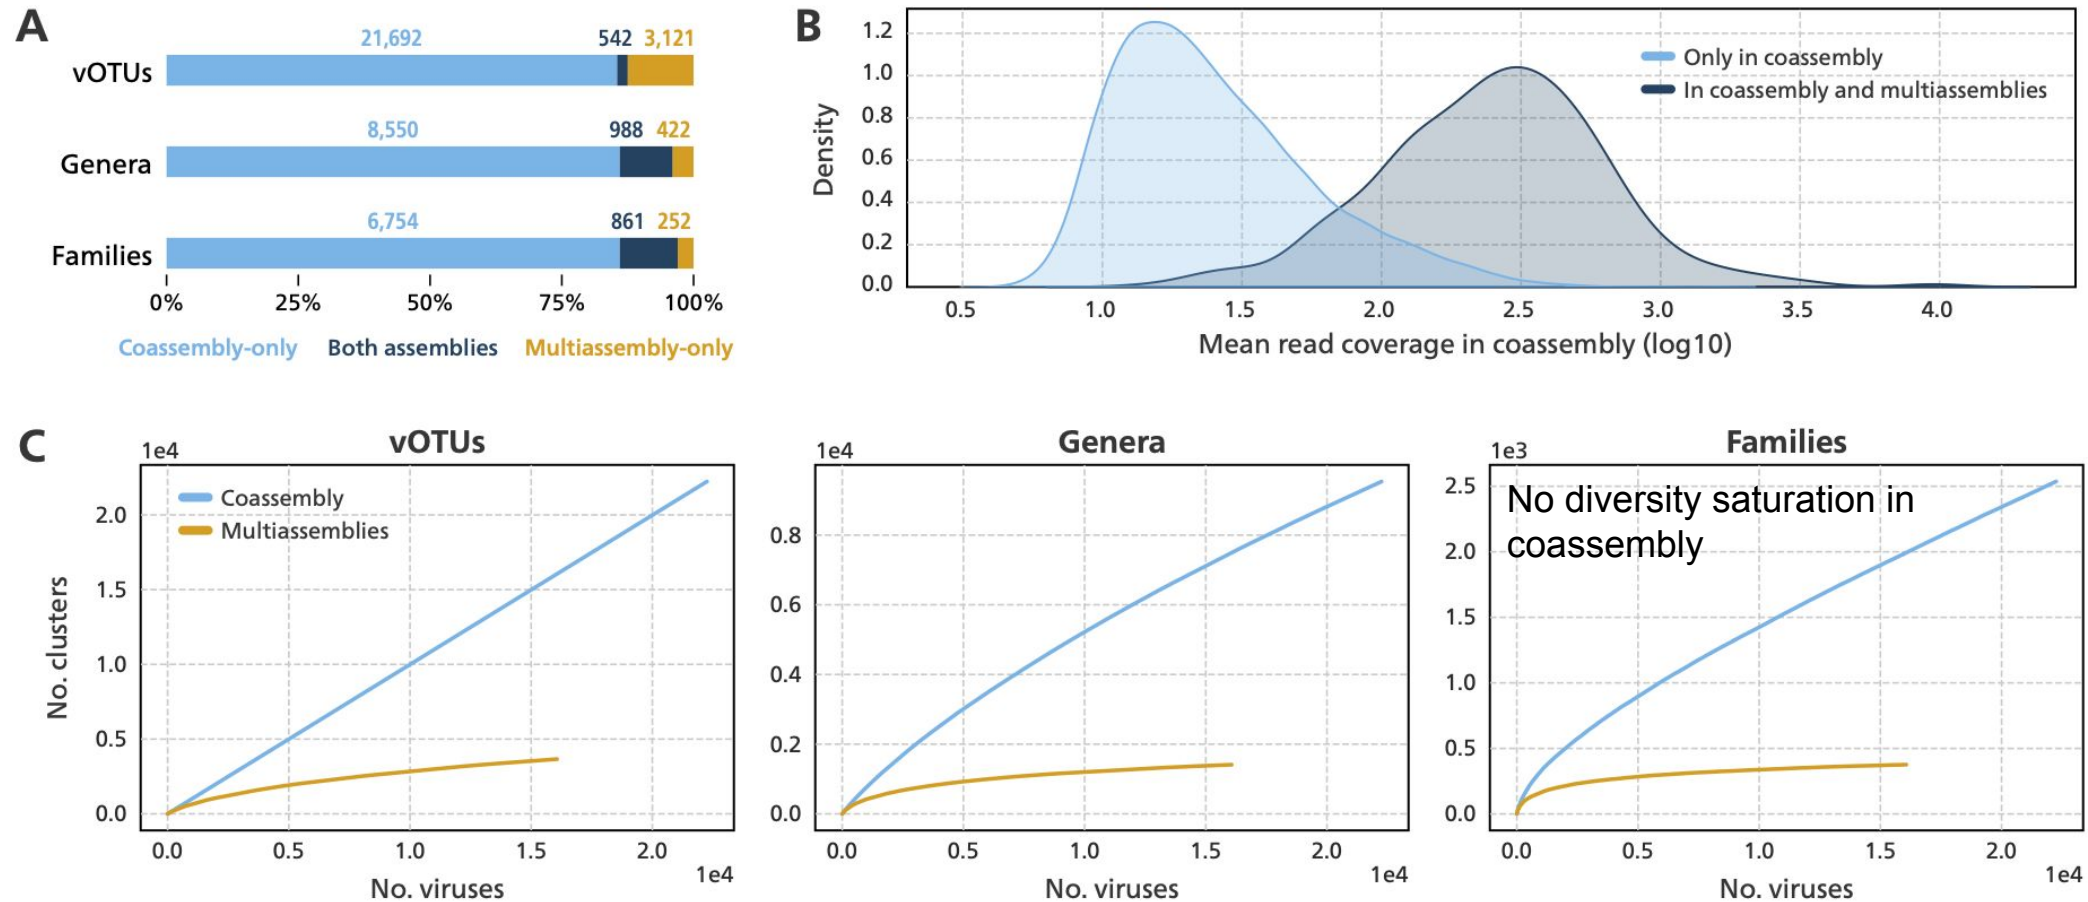 A
21,692 542 3,121
vOTUs
8,550 988 422
Genera
6,754 861 252
Families
0% 25% 50% 75% 100%
Coassembly-only Both assemblies Multiassembly-only
B
1.2
1.0
0.8
0.6
0.4
0.2
0.0
Density
Only in coassembly
In coassembly and multiassemblies
0.5 1.0 1.5 2.0 2.5 3.0 3.5 4.0
Mean read coverage in coassembly (log10)
C
vOTUs
1e4
Coassembly
Multiassemblies
2.0
1.5
1.0
0.5
0.0
No. clusters
0.0 0.5 1.0 1.5 2.0
1e4
No. viruses
Genera
1e4
0.8
0.6
0.4
0.2
0.0
0.0 0.5 1.0 1.5 2.0
1e4
No. viruses
Families
1e3
No diversity saturation in
coassembly
2.5
2.0
1.5
1.0
0.5
0.0
0.0 0.5 1.0 1.5 2.0
1e4
No. viruses